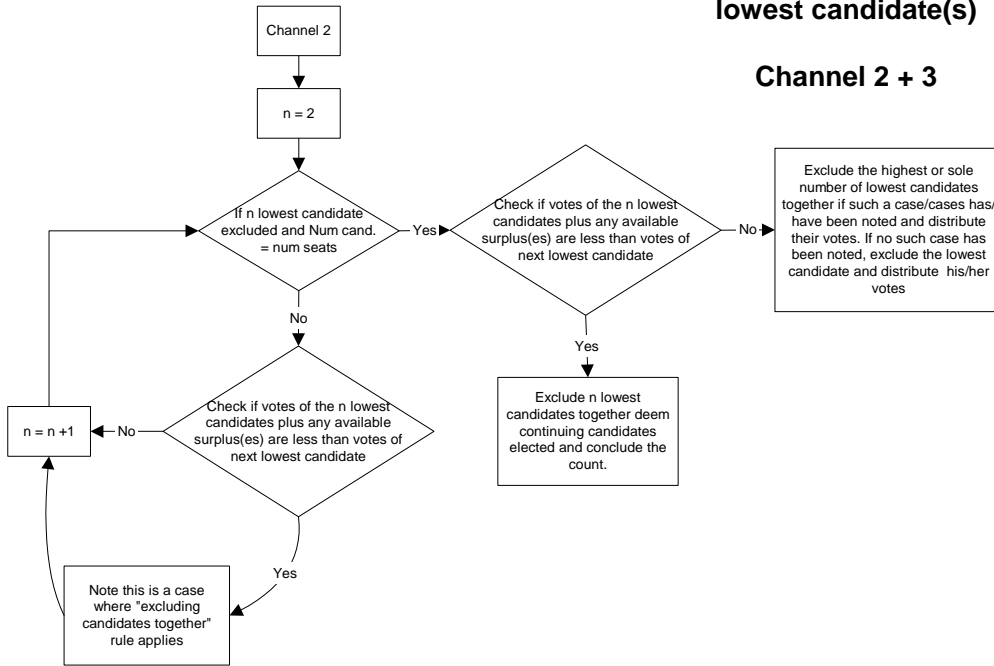 lowest candidate(s)
Channel 2 + 3
Channel 2
n = 2
If n lowest candidate
excluded and Num cand.
= num seats
Yes
Check if votes of the n lowest
candidates plus any available
surplus(es) are less than votes of
next lowest candidate
No
Exclude the highest or sole
number of lowest candidates
together if such a case/cases has/
have been noted and distribute
their votes. If no such case has
been noted, exclude the lowest
candidate and distribute his/her
votes
No
Yes
Exclude n lowest
candidates together deem
continuing candidates
elected and conclude the
count.
Check if votes of the n lowest
candidates plus any available
surplus(es) are less than votes of
next lowest candidate
No
n = n +1
Yes
Note this is a case
where "excluding
candidates together"
rule applies